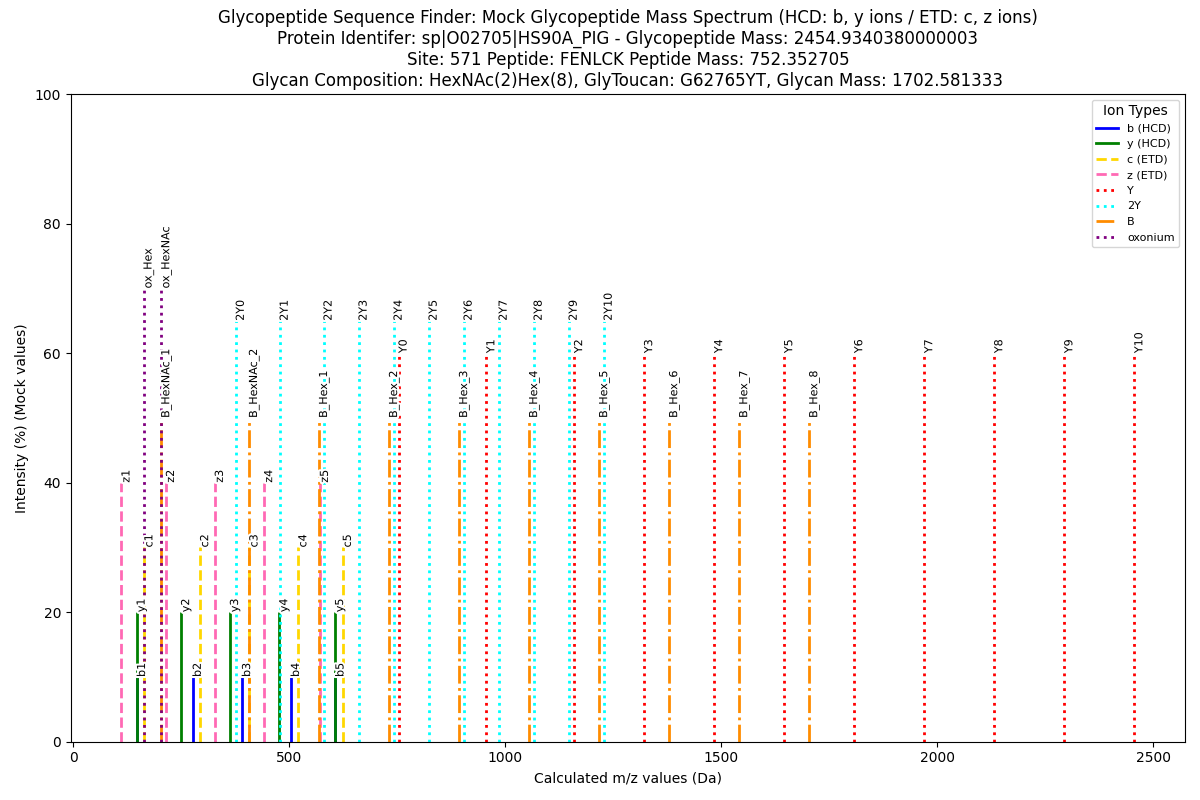 Glycopeptide Sequence Finder: Mock Glycopeptide Mass Spectrum (HCD: b, y ions / ETD: c, z ions)
Protein Identifer: sp|O02705|HS90A_PIG - Glycopeptide Mass: 2454.9340380000003
Site: 571 Peptide: FENLCK Peptide Mass: 752.352705
Glycan Composition: HexNAc(2)Hex(8), GlyToucan: G62765YT, Glycan Mass: 1702.581333
Intensity (%) (Mock values)
100
80
60
40
20
0
Ion Types
b (HCD)
y (HCD)
c (ETD)
z (ETD)
Y
2Y
B
oxonium
ox_Hex
ox_HexNAc
2Y0
2Y1
2Y2
2Y3
2Y4
2Y5
2Y6
2Y7
2Y8
2Y9
2Y10
Y0
Y1
Y2
Y3
Y4
Y5
Y6
Y7
Y8
Y9
Y10
B_HexNAc_1
B_HexNAc_2
B_Hex_1
B_Hex_2
B_Hex_3
B_Hex_4
B_Hex_5
B_Hex_6
B_Hex_7
B_Hex_8
z1
z2
z3
z4
z5
c1
c2
c3
c4
c5
y1
y2
y3
y4
y5
b1
b2
b3
b4
b5
0
500
1000
1500
2000
2500
Calculated m/z values (Da)